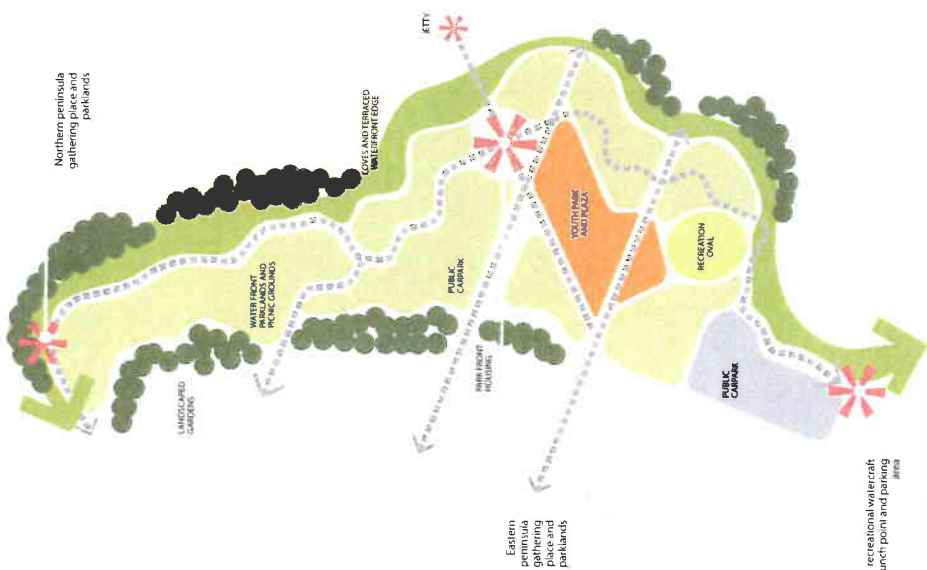 JETTY
Northern peninsula
gathering place and
parklands
COVES AND TERRACED
WATERFRONT EDGE
WATER FRONT
PARKLANDS AND
PICNIC GROUNDS
LANDSCAPED
GARDENS
PUBLIC
CARPARK
YOUTH PARK
AND PLAZA
RECREATION
OVAL
PARK FRONT
HOUSING
PUBLIC
CARPARK
Eastern
peninsula
gathering
place and
parklands
recreational watercraft
unch point and parking
area